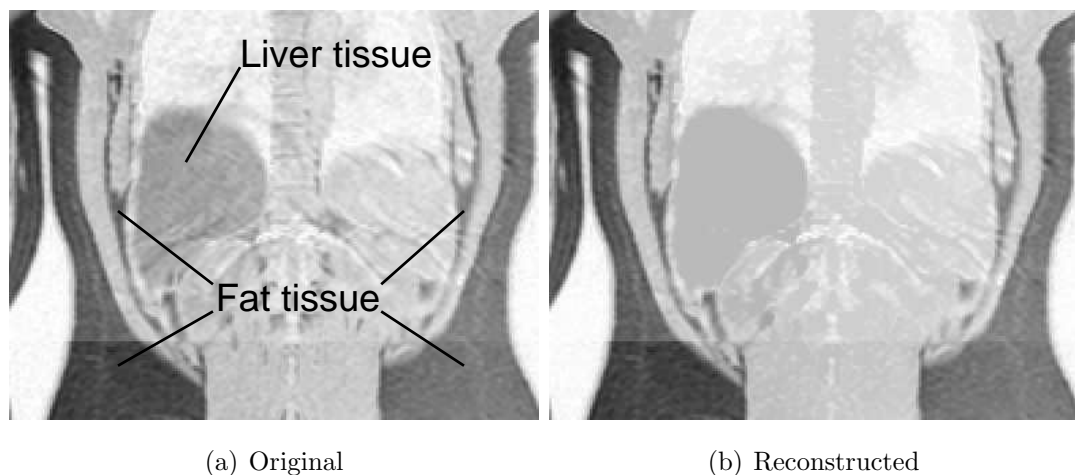 Liver tissue
Fat tissue
(a) Original
(b) Reconstructed